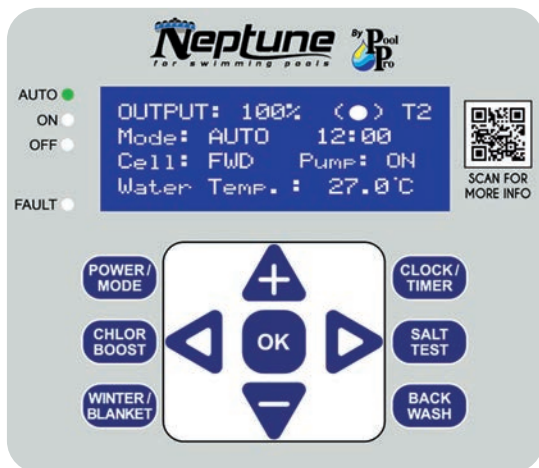 Neptune
for swimming pools
By Pool Pro
AUTO
ON
OFF
FAULT
OUTPUT: 100% (●) T2
Mode: AUTO 12:00
Cell: FWD Pump: ON
Water Temp.: 27.0°C
SCAN FOR
MORE INFO
POWER/
MODE
CHLOR
BOOST
WINTER/
BLANKET
+
OK
−
CLOCK/
TIMER
SALT
TEST
BACK
WASH